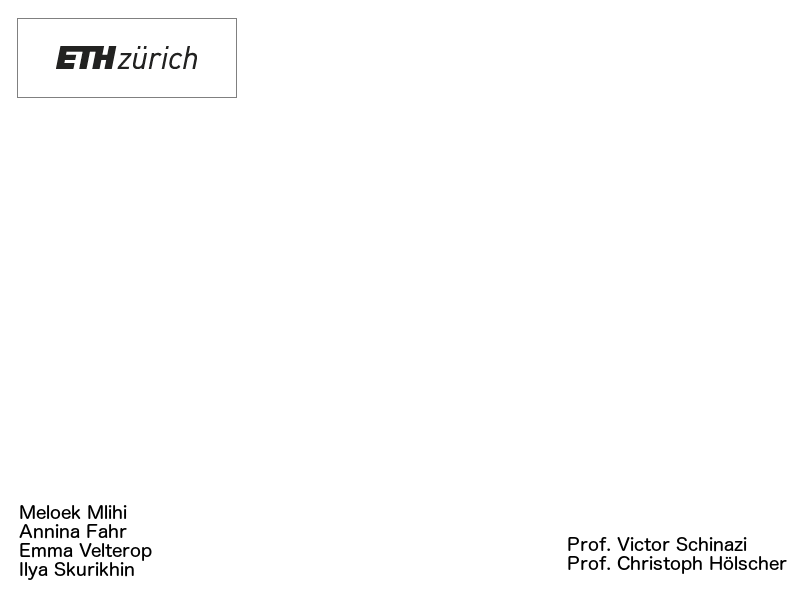 ETH zürich
Meloek Mlihi
Annina Fahr
Emma Velterop
Ilya Skurikhin
Prof. Victor Schinazi
Prof. Christoph Hölscher